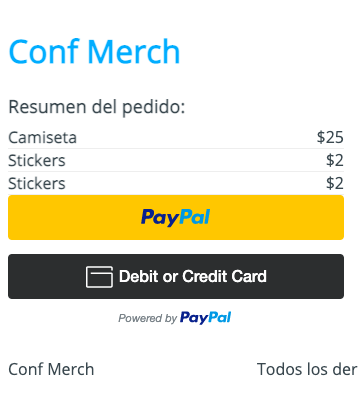 Conf Merch
Resumen del pedido:
Camiseta $25
Stickers $2
Stickers $2
PayPal
Debit or Credit Card
Powered by PayPal
Conf Merch Todos los der